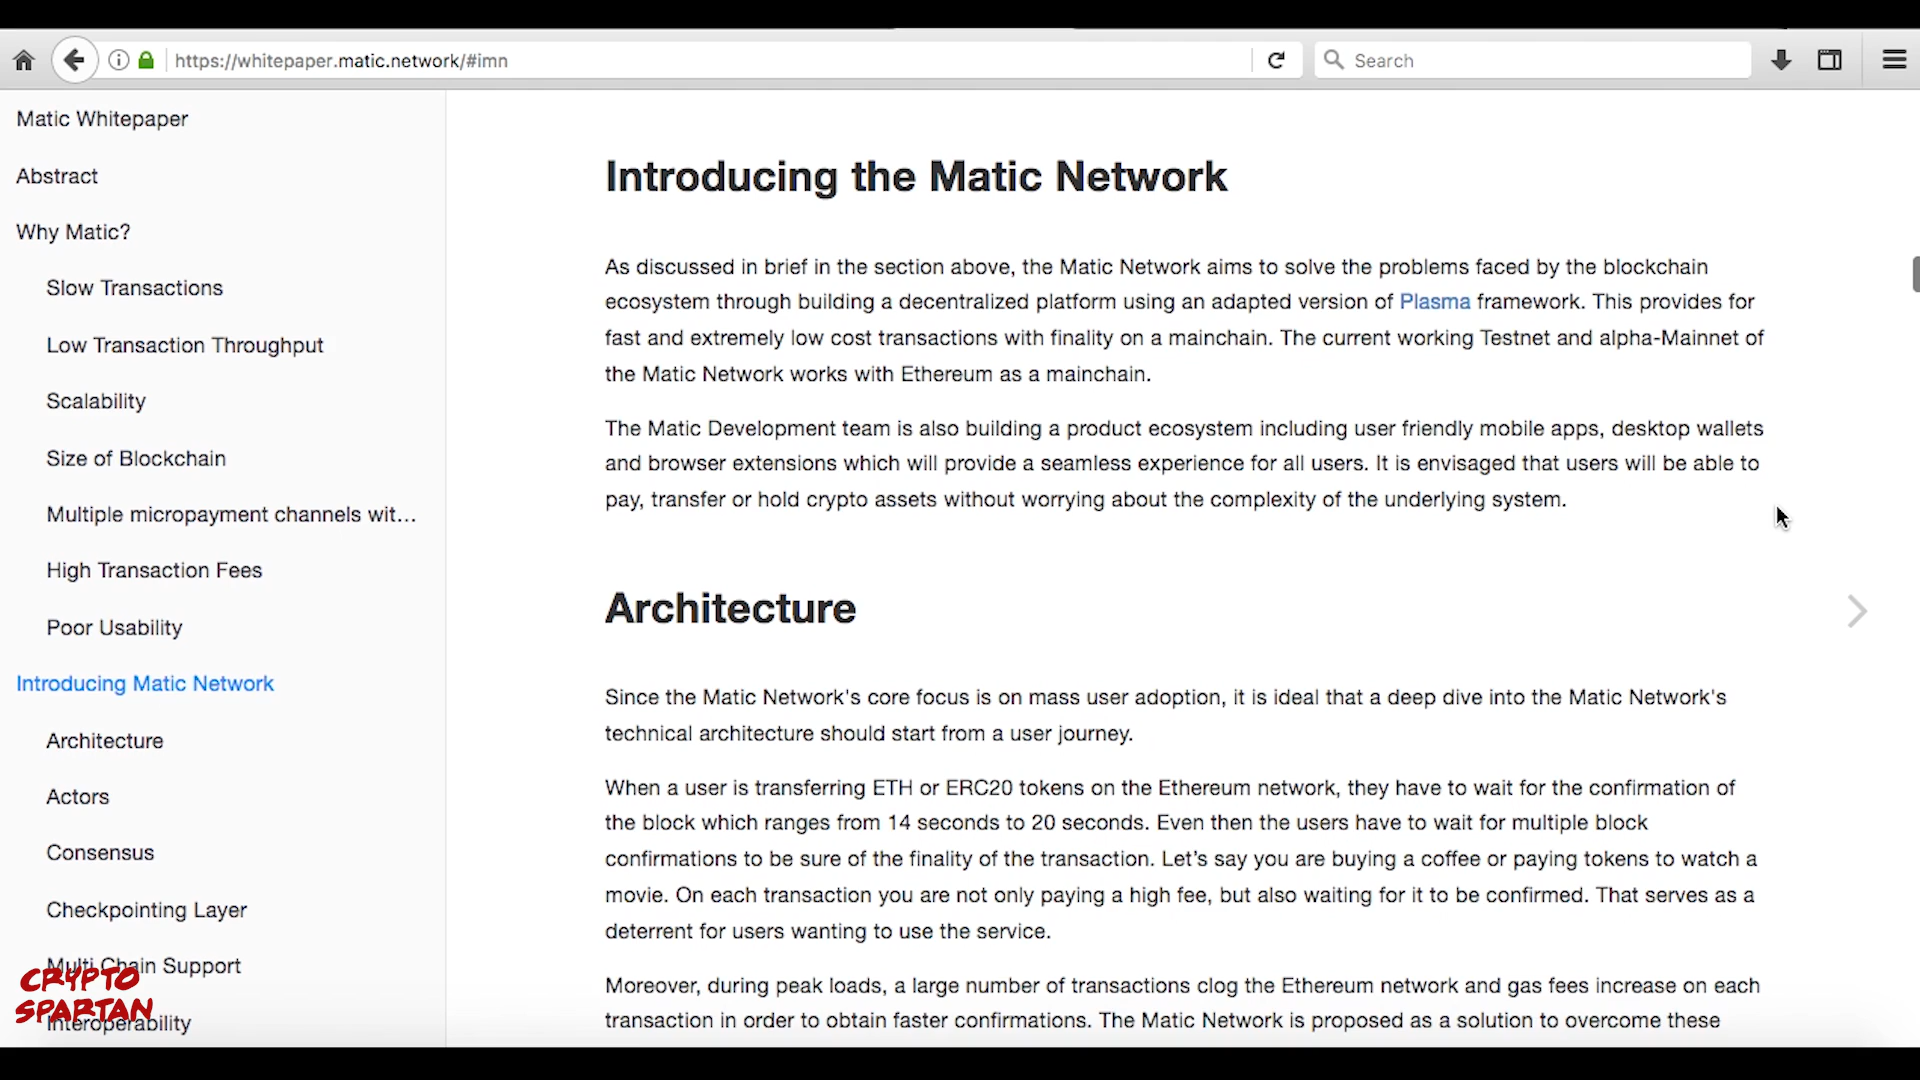 https://whitepaper.matic.network/#imn
Search
Matic Whitepaper
Abstract
Why Matic?
Slow Transactions
Low Transaction Throughput
Scalability
Size of Blockchain
Multiple micropayment channels wit...
High Transaction Fees
Poor Usability
Introducing Matic Network
Architecture
Actors
Consensus
Checkpointing Layer
Multi Chain Support
Interoperability
CRYPTO
SPARTAN
Introducing the Matic Network
As discussed in brief in the section above, the Matic Network aims to solve the problems faced by the blockchain
ecosystem through building a decentralized platform using an adapted version of Plasma framework. This provides for
fast and extremely low cost transactions with finality on a mainchain. The current working Testnet and alpha-Mainnet of
the Matic Network works with Ethereum as a mainchain.
The Matic Development team is also building a product ecosystem including user friendly mobile apps, desktop wallets
and browser extensions which will provide a seamless experience for all users. It is envisaged that users will be able to
pay, transfer or hold crypto assets without worrying about the complexity of the underlying system.
Architecture
Since the Matic Network's core focus is on mass user adoption, it is ideal that a deep dive into the Matic Network's
technical architecture should start from a user journey.
When a user is transferring ETH or ERC20 tokens on the Ethereum network, they have to wait for the confirmation of
the block which ranges from 14 seconds to 20 seconds. Even then the users have to wait for multiple block
confirmations to be sure of the finality of the transaction. Let’s say you are buying a coffee or paying tokens to watch a
movie. On each transaction you are not only paying a high fee, but also waiting for it to be confirmed. That serves as a
deterrent for users wanting to use the service.
Moreover, during peak loads, a large number of transactions clog the Ethereum network and gas fees increase on each
transaction in order to obtain faster confirmations. The Matic Network is proposed as a solution to overcome these